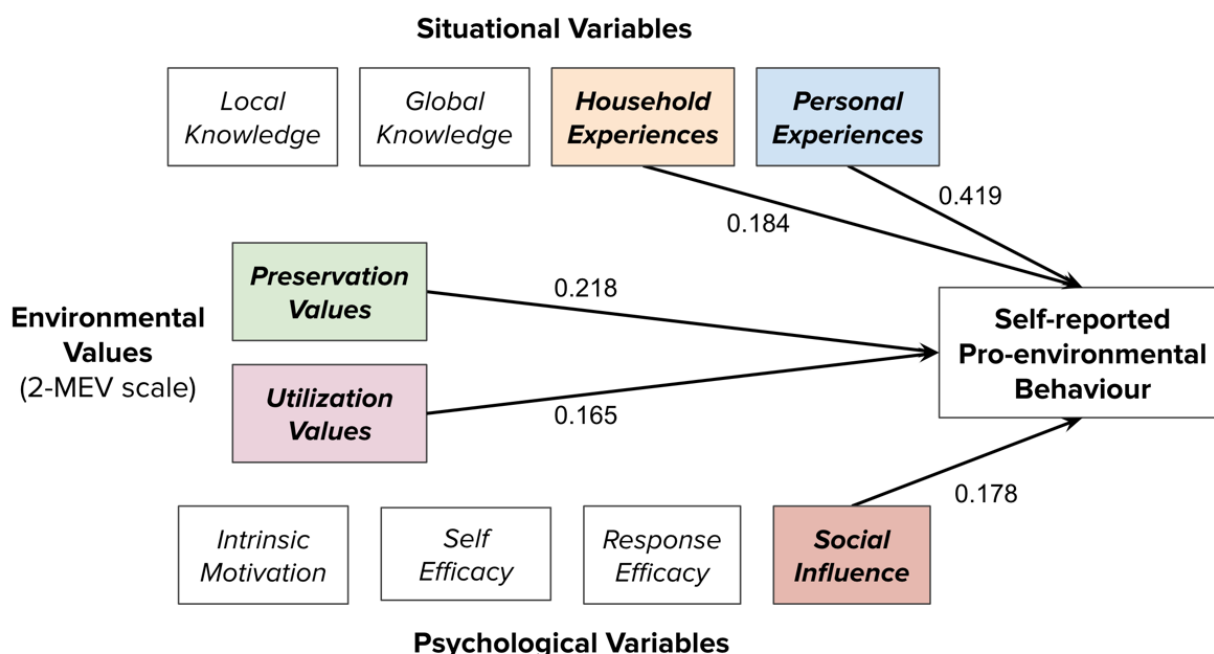 Situational Variables
Local
Knowledge
Global
Knowledge
Household
Experiences
Personal
Experiences
0.419
0.184
Preservation
Values
0.218
Environmental
Values
(2-MEV scale)
Self-reported
Pro-environmental
Behaviour
Utilization
Values
0.165
0.178
Intrinsic
Motivation
Self
Efficacy
Response
Efficacy
Social
Influence
Psychological Variables